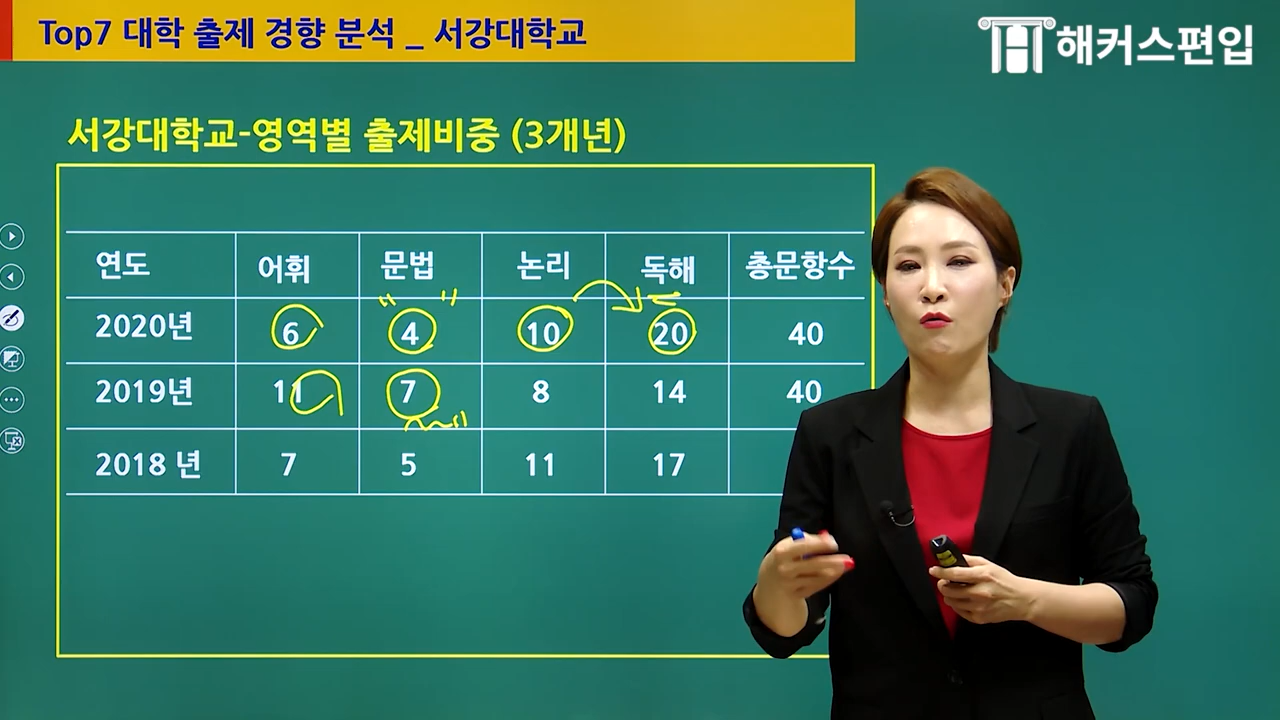 Top7 대학 출제 경향 분석 _ 서강대학교
해커스편입
서강대학교-영역별 출제비중 (3개년)
연도 어휘 문법 논리 독해 총문항수
2020년 6 4 10 20 40
2019년 11 7 8 14 40
2018 년 7 5 11 17